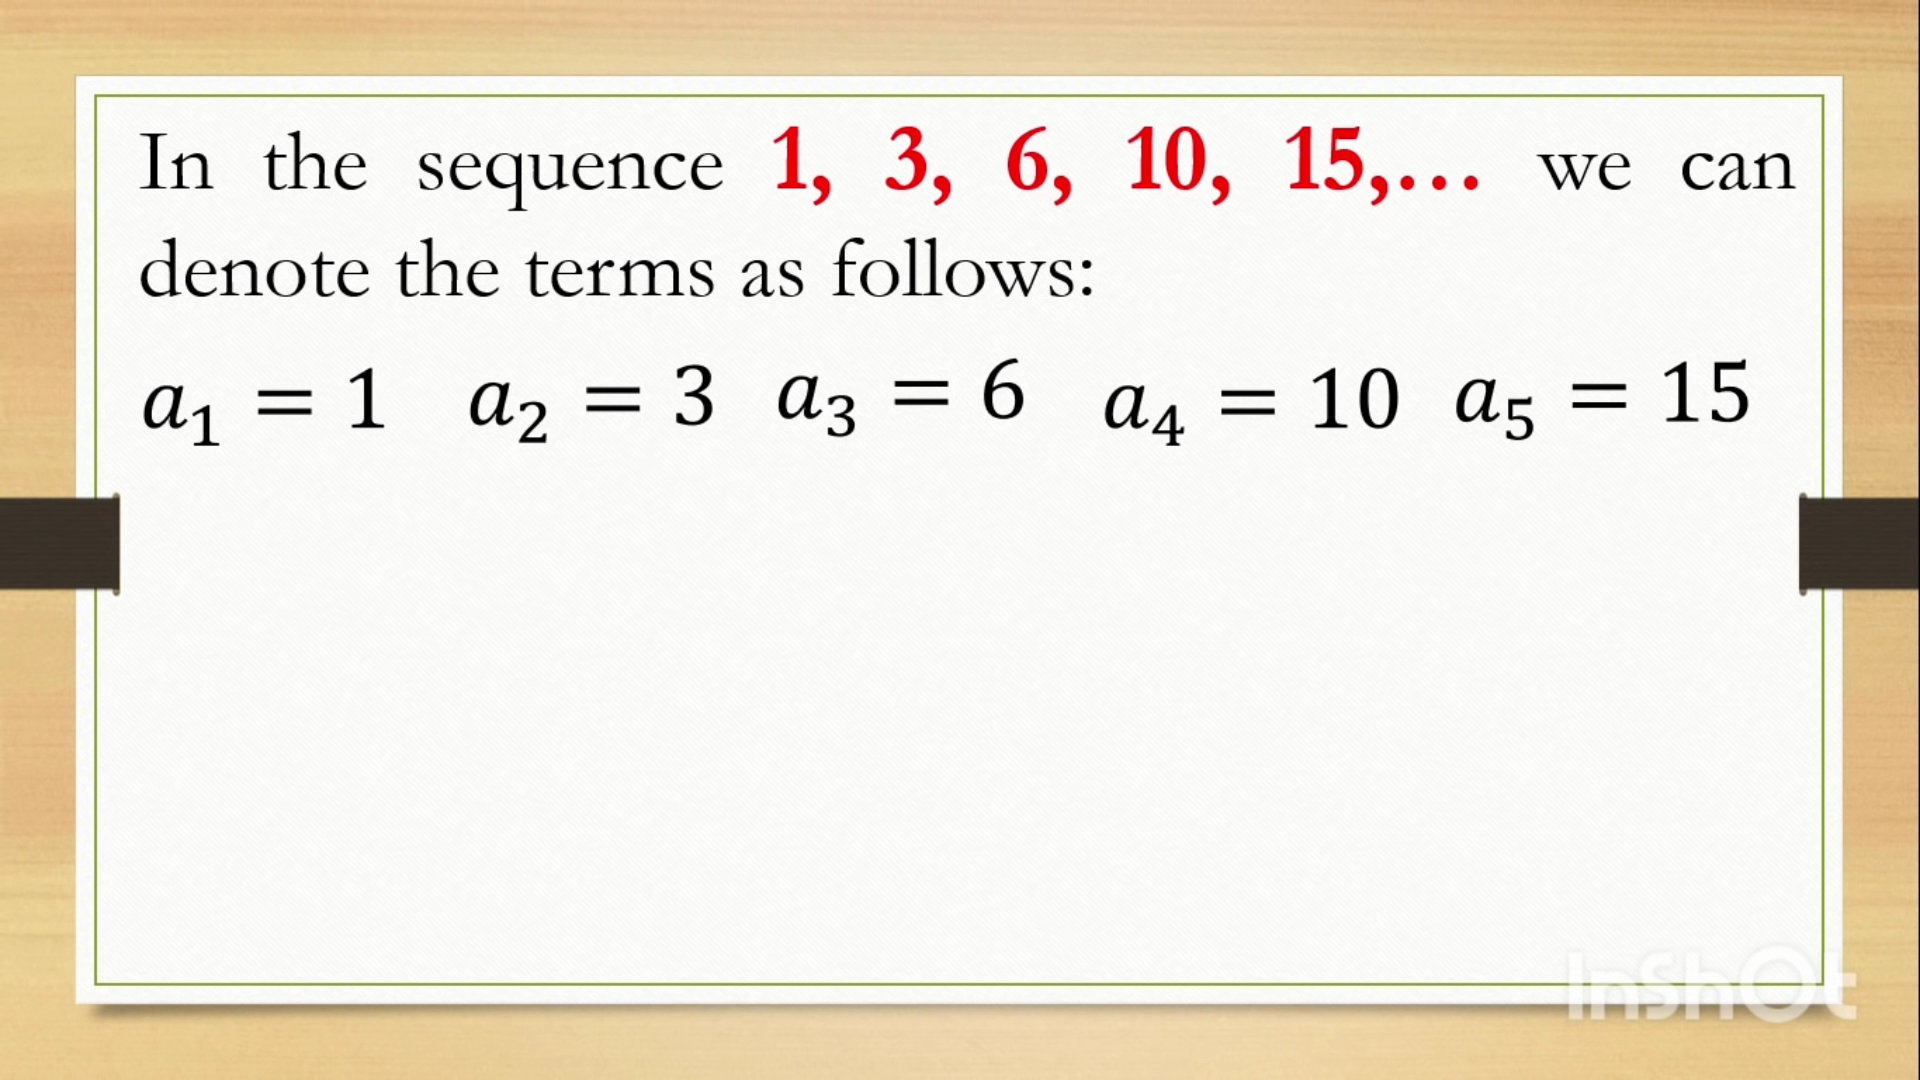 In the sequence 1, 3, 6, 10, 15,… we can
denote the terms as follows:
a₁ = 1 a₂ = 3 a₃ = 6 a₄ = 10 a₅ = 15
InShOt